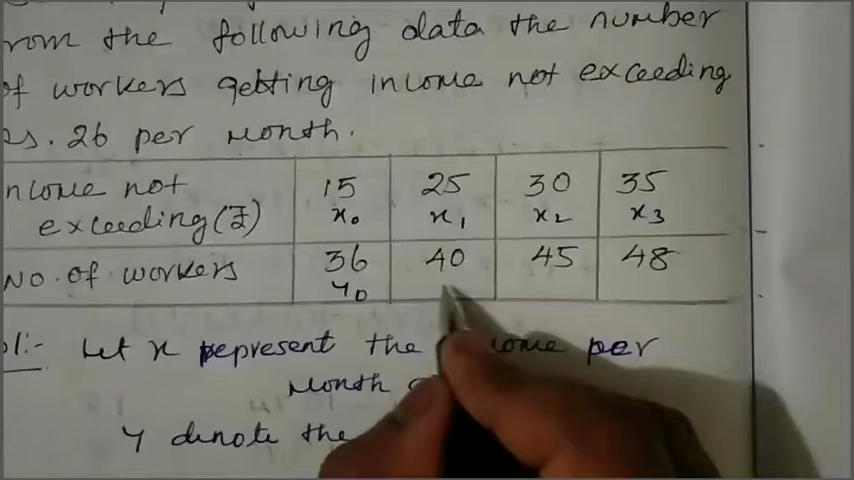 rom the following data the number
of workers getting income not exceeding
Rs. 26 per month.
ncome not exceeding (₹) 15 25 30 35
x₀ x₁ x₂ x₃
No. of workers 36 40 45 48
y₀
ol:- Let x represent the come per
month
y denote the